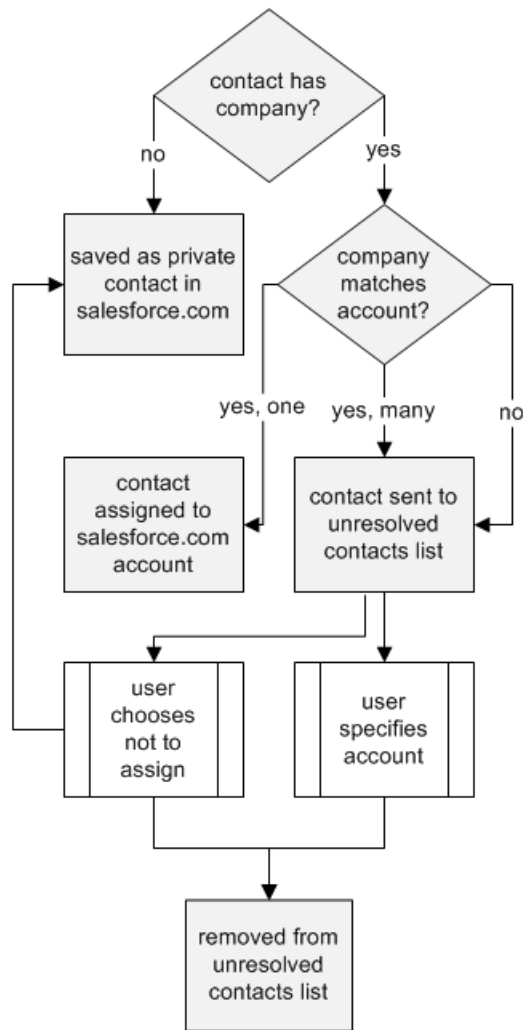 contact has
company?
no
yes
saved as private
contact in
salesforce.com
company
matches
account?
yes, one
yes, many
no
contact
assigned to
salesforce.com
account
contact sent to
unresolved
contacts list
user
chooses
not to
assign
user
specifies
account
removed from
unresolved
contacts list